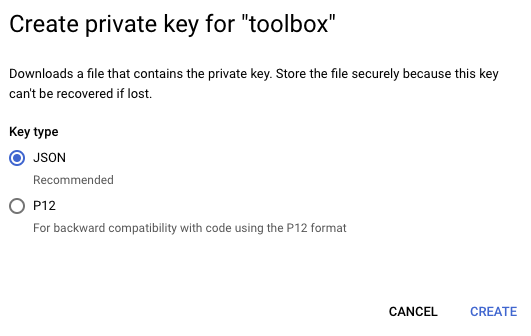 Create private key for "toolbox"
Downloads a file that contains the private key. Store the file securely because this key
can't be recovered if lost.
Key type
JSON
Recommended
P12
For backward compatibility with code using the P12 format
CANCEL CREATE